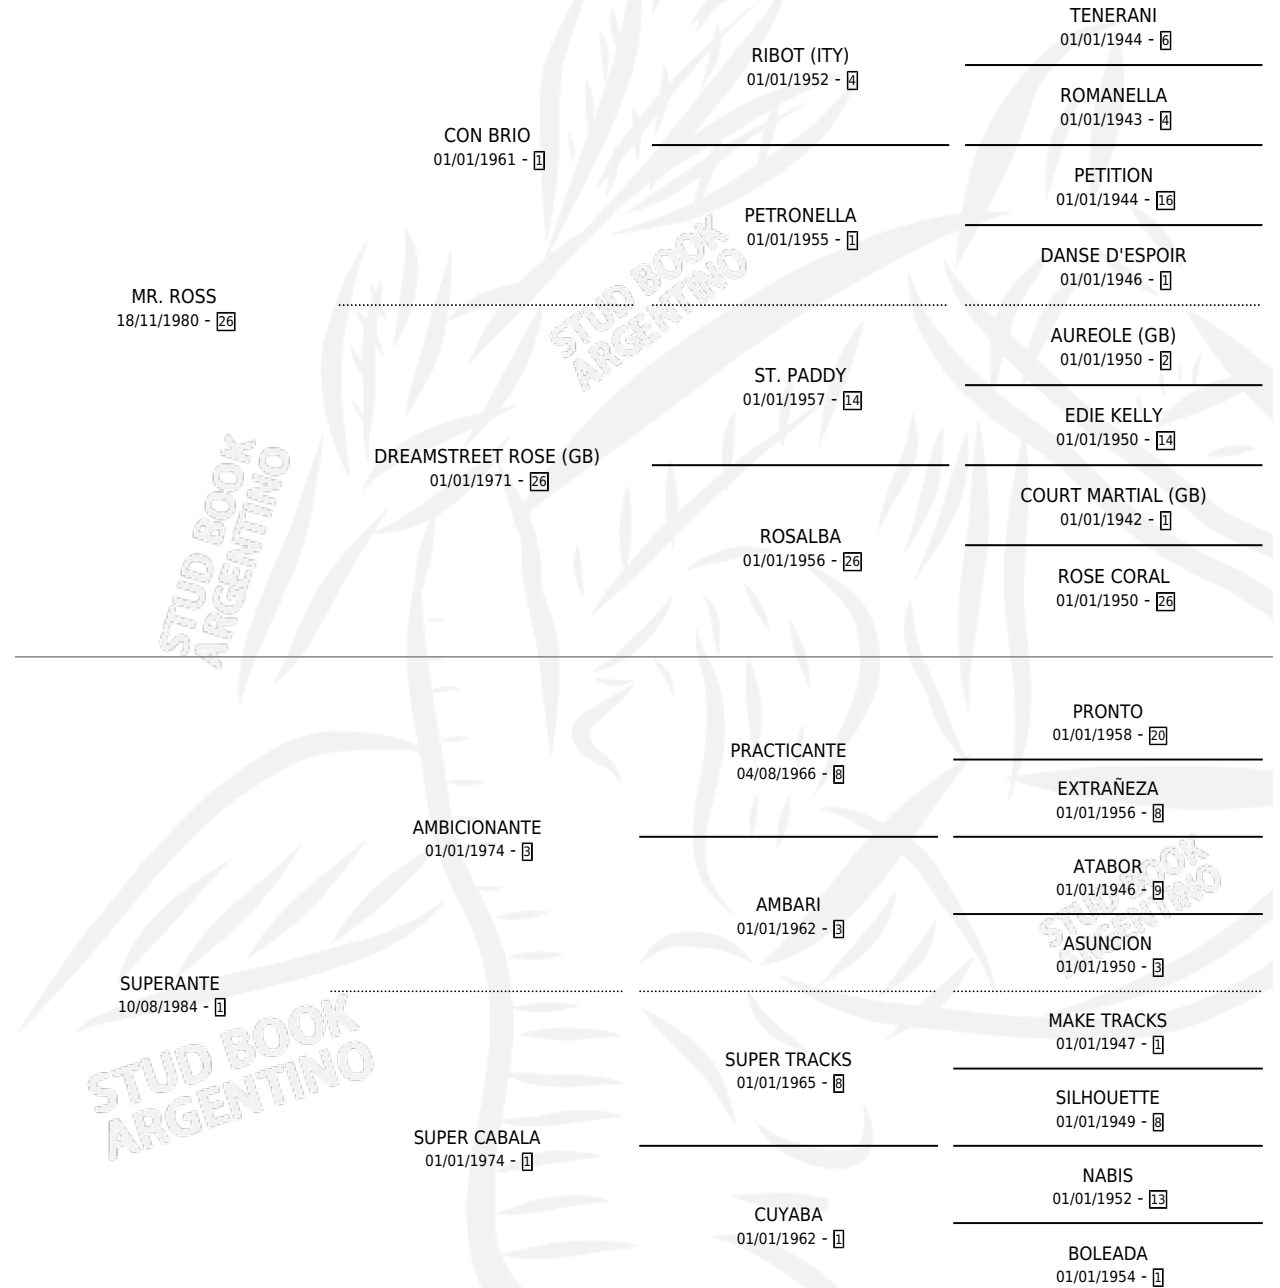 TENERANI
01/01/1944 - 6
RIBOT (ITY)
01/01/1952 - 4
ROMANELLA
01/01/1943 - 4
CON BRIO
01/01/1961 - 1
PETITION
01/01/1944 - 16
PETRONELLA
01/01/1955 - 1
DANSE D'ESPOIR
01/01/1946 - 1
MR. ROSS
18/11/1980 - 26
AUREOLE (GB)
01/01/1950 - 2
ST. PADDY
01/01/1957 - 14
EDIE KELLY
01/01/1950 - 14
DREAMSTREET ROSE (GB)
01/01/1971 - 26
COURT MARTIAL (GB)
01/01/1942 - 1
ROSALBA
01/01/1956 - 26
ROSE CORAL
01/01/1950 - 26
STUD BOOK
ARGENTINO
STUD BOOK
ARGENTINO
PRONTO
01/01/1958 - 20
PRACTICANTE
04/08/1966 - 8
EXTRAÑEZA
01/01/1956 - 8
AMBICIONANTE
01/01/1974 - 3
ATABOR
01/01/1946 - 9
AMBARI
01/01/1962 - 3
ASUNCION
01/01/1950 - 3
SUPERANTE
10/08/1984 - 1
MAKE TRACKS
01/01/1947 - 1
SUPER TRACKS
01/01/1965 - 8
SILHOUETTE
01/01/1949 - 8
SUPER CABALA
01/01/1974 - 1
NABIS
01/01/1952 - 13
CUYABA
01/01/1962 - 1
BOLEADA
01/01/1954 - 1
STUD BOOK
ARGENTINO
STUD BOOK
ARGENTINO